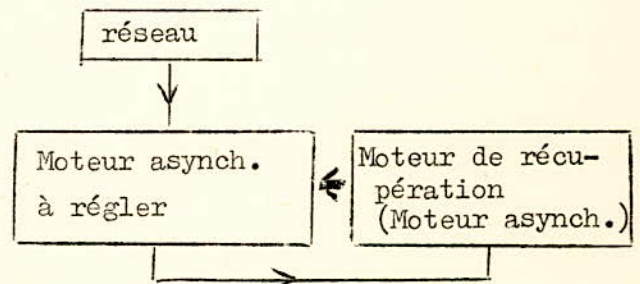 réseau
Moteur asynch.
à régler
Moteur de récu-
pération
(Moteur asynch.)